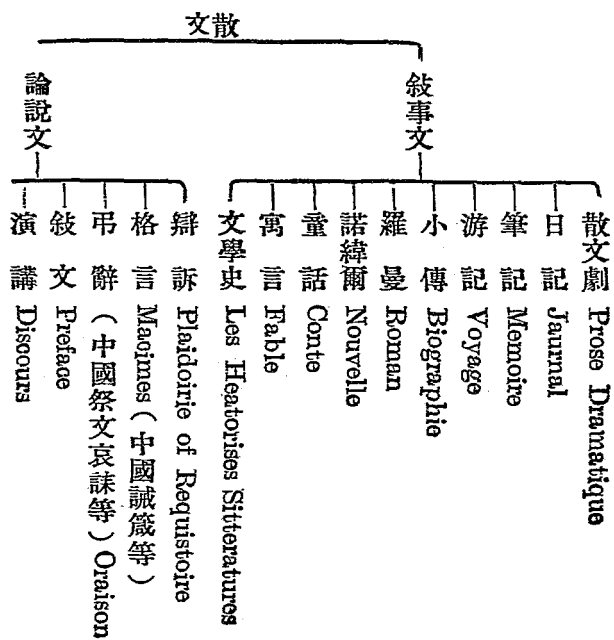 散文
敍事文
散文劇 Prose Dramatique
日記 Jaurnal
筆記 Memoire
游記 Voyage
小傳 Biographie
羅曼 Roman
諾緯爾 Nouvelle
童話 Conte
寓言 Fable
文學史 Les Heatorises Sitteratures
論說文
辯訴 Plaidoirie of Requistoire
格言 Macimes（中國誡箴等）
弔辭（中國祭文哀誄等）Oraison
敍文 Preface
演講 Discours